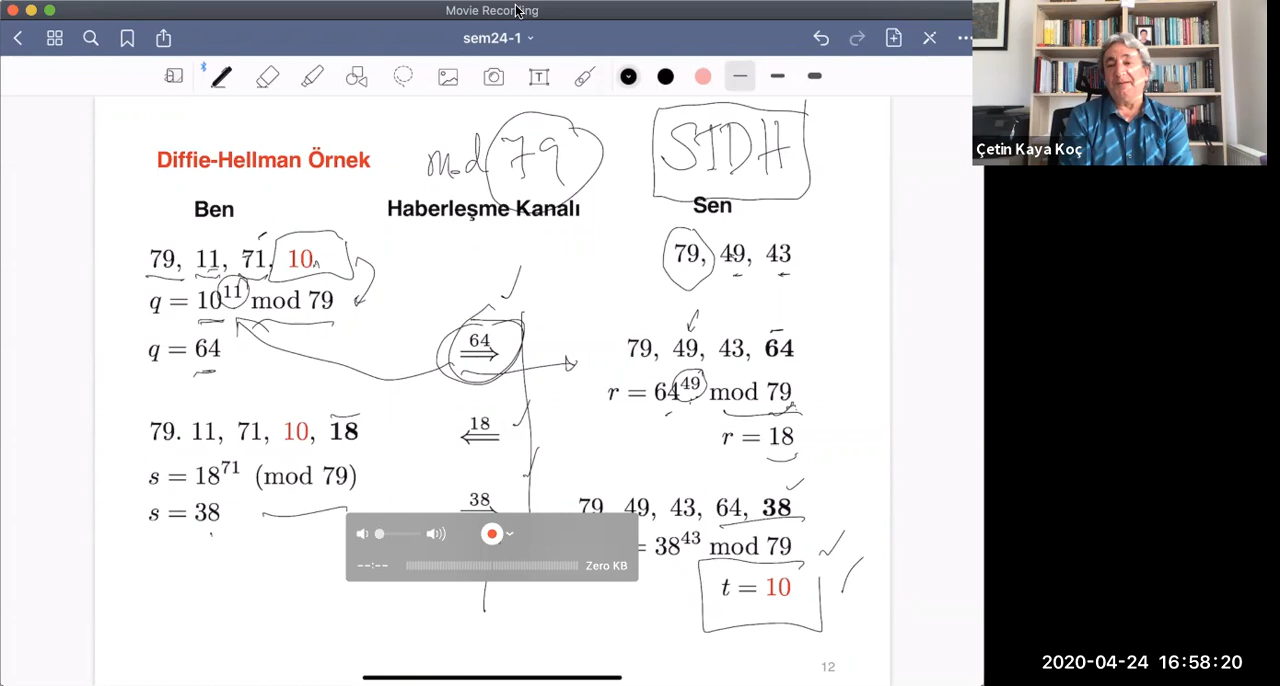 Movie Recording
sem24-1
Çetin Kaya Koç
mod 79
SIDH
Diffie-Hellman Örnek
Ben
Haberleşme Kanalı
Sen
79, 11, 71, 10
79, 49, 43
q = 10^11 mod 79
q = 64
64
⟹
79, 49, 43, 64
r = 64^49 mod 79
r = 18
18
⟸
79. 11, 71, 10, 18
s = 18^71 (mod 79)
s = 38
38
79 49, 43, 64, 38
= 38^43 mod 79
t = 10
--:--
Zero KB
12
2020-04-24 16:58:20